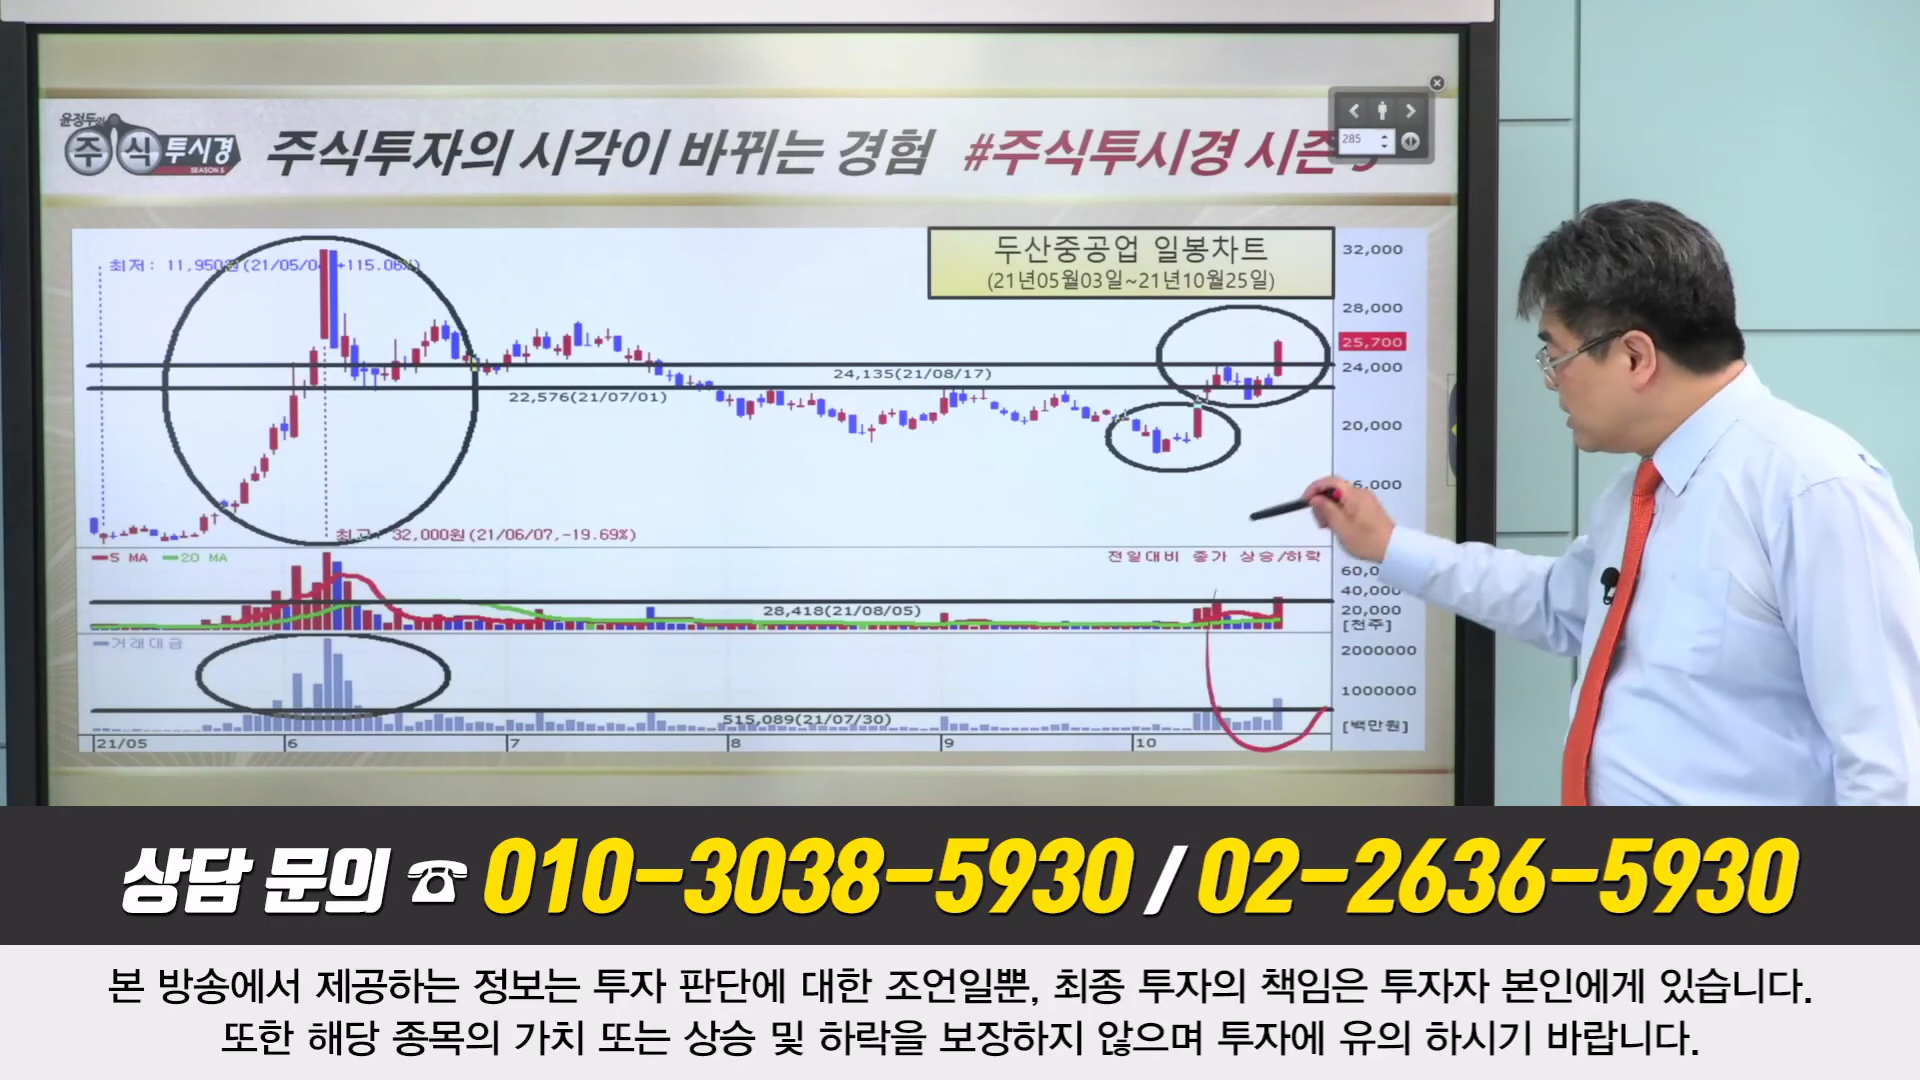 윤정두의
주식투시경
SEASON 5
주식투자의 시각이 바뀌는 경험 #주식투시경 시즌
285
두산중공업 일봉차트
(21년05월03일~21년10월25일)
최저: 11,950원(21/05/04 +115.06%)
32,000
28,000
25,700
24,000
24,135(21/08/17)
22,576(21/07/01)
20,000
6,000
최고: 32,000원(21/06/07,-19.69%)
5 MA 20 MA
전일대비 종가 상승/하락
60,0
40,000
28,418(21/08/05)
20,000
[천주]
거래대금
2000000
1000000
515,089(21/07/30)
[백만원]
21/05 6 7 8 9 10
상담 문의 ☎ 010-3038-5930 / 02-2636-5930
본 방송에서 제공하는 정보는 투자 판단에 대한 조언일뿐, 최종 투자의 책임은 투자자 본인에게 있습니다.
또한 해당 종목의 가치 또는 상승 및 하락을 보장하지 않으며 투자에 유의 하시기 바랍니다.